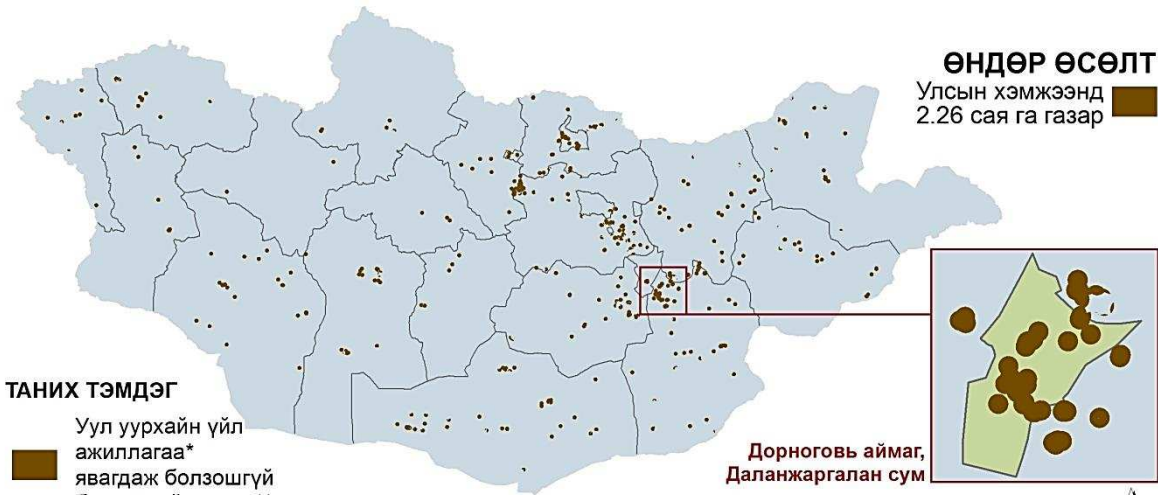 ӨНДӨР ӨСӨЛТ
Улсын хэмжээнд
2.26 сая га газар
ТАНИХ ТЭМДЭГ
Уул уурхайн үйл
ажиллагаа*
явагдаж болзошгүй
Дорноговь аймаг,
Даланжаргалан сум